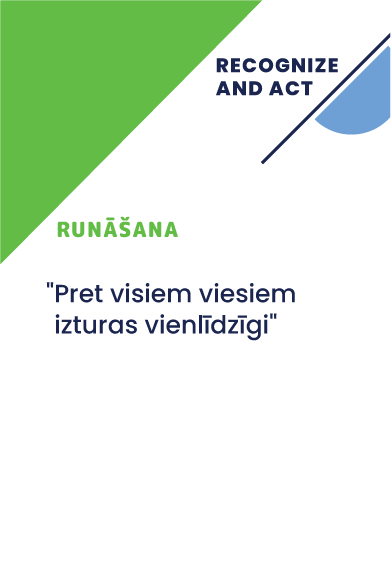 RECOGNIZE
AND ACT
RUNĀŠANA
"Pret visiem viesiem
izturas vienlīdzīgi"